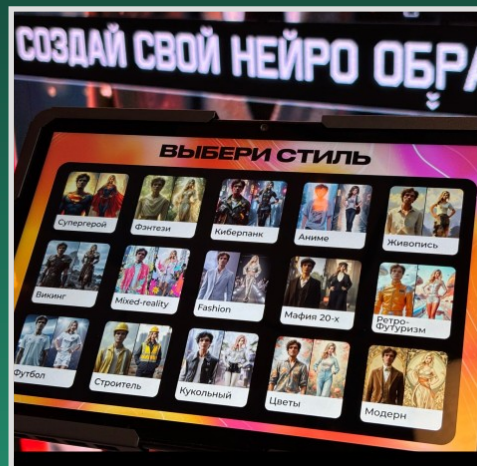 СОЗДАЙ СВОЙ НЕЙРО ОБРА
ВЫБЕРИ СТИЛЬ
Супергерой
Фэнтези
Киберпанк
Аниме
Живопись
Викинг
Mixed-reality
Fashion
Мафия 20-х
Ретро-
Футуризм
Футбол
Строитель
Кукольный
Цветы
Модерн